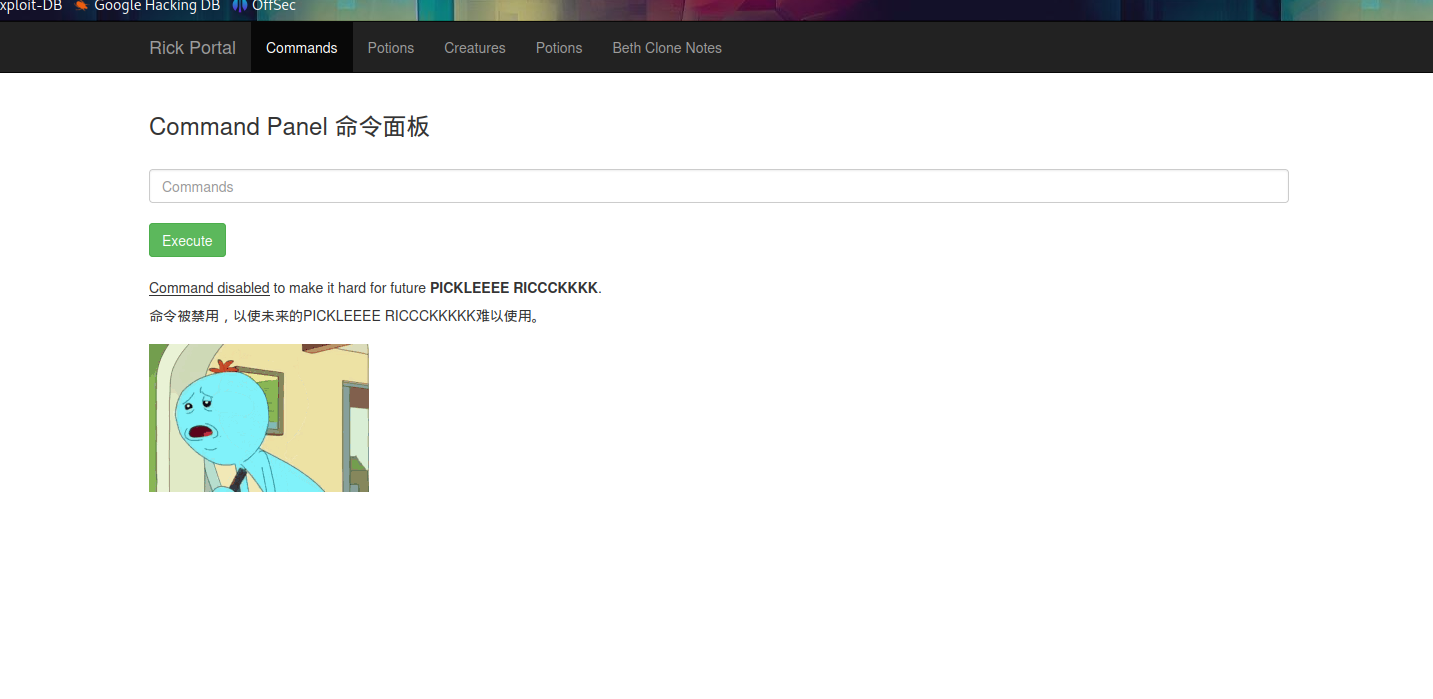 xploit-DB Google Hacking DB OffSec
Rick Portal Commands Potions Creatures Potions Beth Clone Notes
Command Panel 命令面板
Commands
Execute
Command disabled to make it hard for future PICKLEEEE RICCCKKKK.
命令被禁用，以使未来的PICKLEEEE RICCCKKKKK难以使用。